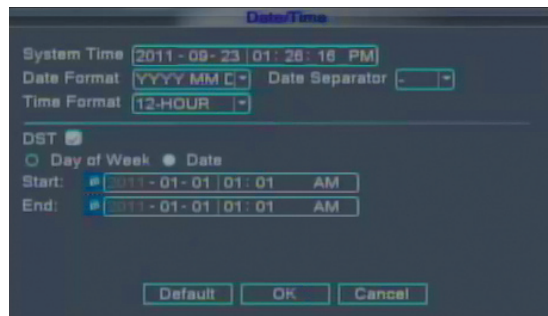 Date/Time
System Time 2011 - 09 - 23 01 : 26 : 16 PM
Date Format YYYY MM D Date Separator -
Time Format 12-HOUR
DST
Day of Week Date
Start: 2011 - 01 - 01 01 : 01 AM
End: 2011 - 01 - 01 01 : 01 AM
Default OK Cancel